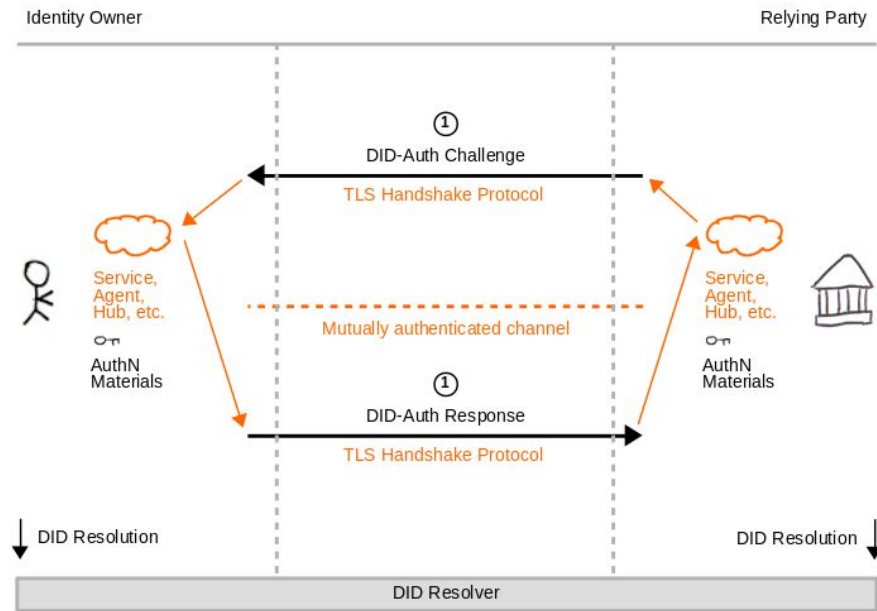 Identity Owner
Relying Party
1
DID-Auth Challenge
TLS Handshake Protocol
Service,
Agent,
Hub, etc.
AuthN
Materials
Service,
Agent,
Hub, etc.
AuthN
Materials
Mutually authenticated channel
1
DID-Auth Response
TLS Handshake Protocol
DID Resolution
DID Resolution
DID Resolver